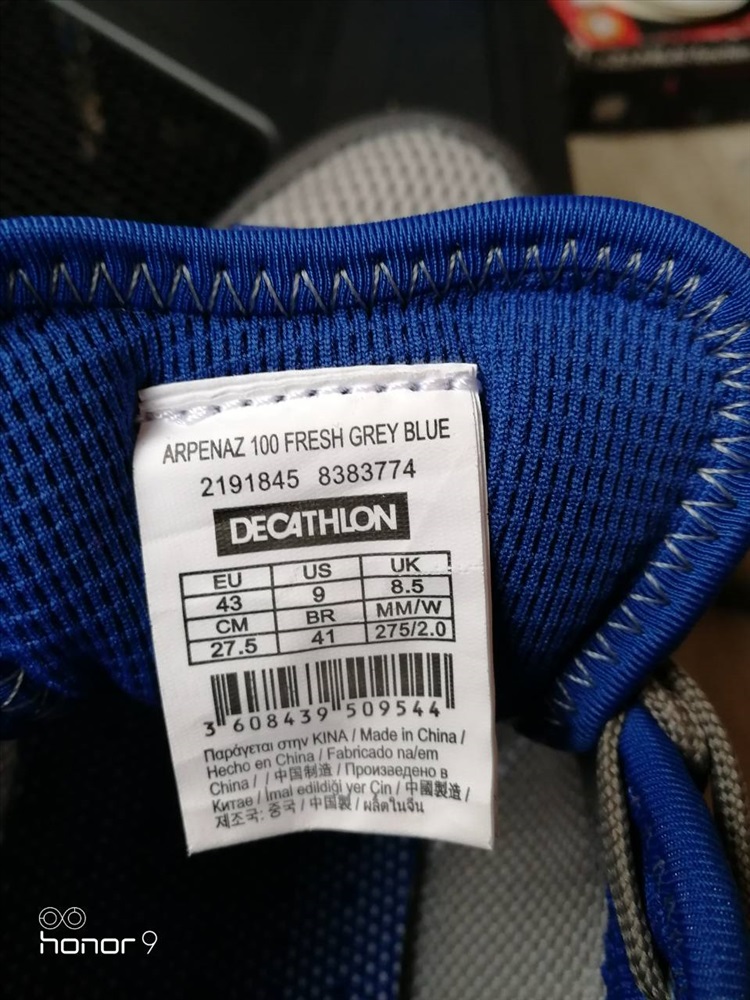 ARPENAZ 100 FRESH GREY BLUE
2191845 8383774
DECATHLON
EU US UK
43 9 8.5
CM BR MM/W
27.5 41 275/2.0
3 608439 509544
Παράγεται στην ΚΙΝΑ / Made in China /
Hecho en China / Fabricado na/em
China / / 中国制造 / Произведено в
Китае / İmal edildiği yer Çin / 中國製造 /
제조국: 중국 / 中国製 / ผลิตในจีน
honor 9